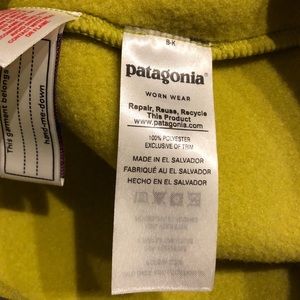 B-K
patagonia®
WORN WEAR
Repair, Reuse, Recycle
This Product
www.patagonia.com
100% POLYESTER
EXCLUSIVE OF TRIM
MADE IN EL SALVADOR
FABRIQUÉ AU EL SALVADOR
HECHO EN EL SALVADOR
This garment belongs
hand-me-down